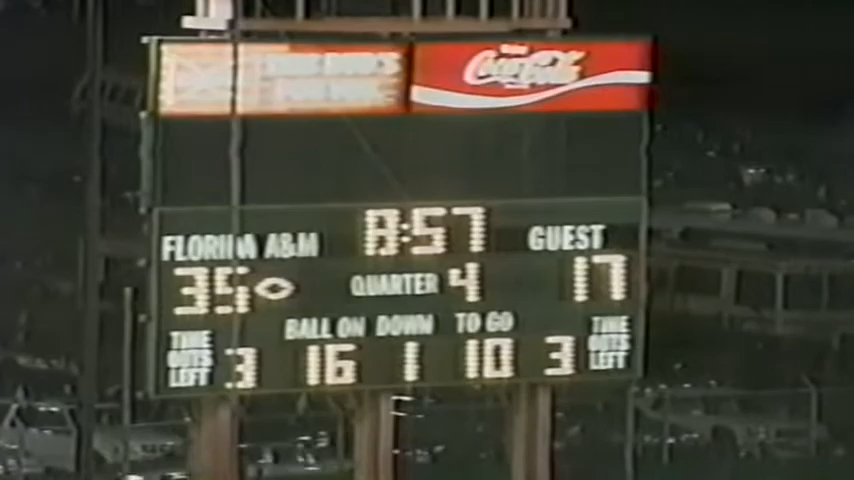 Coca-Cola
8:57
FLORIDA A&M GUEST
35 QUARTER 4 17
BALL ON DOWN TO GO
TIME OUTS LEFT 3 16 1 10 3 TIME OUTS LEFT